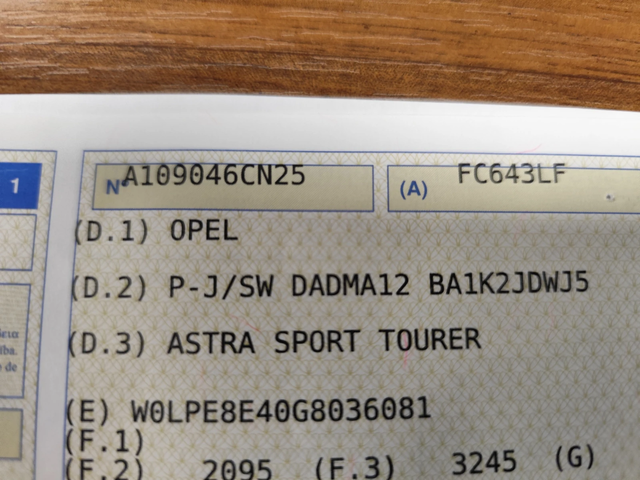 1
Nº A109046CN25 (A) FC643LF
(D.1) OPEL
(D.2) P-J/SW DADMA12 BA1K2JDWJ5
(D.3) ASTRA SPORT TOURER
(E) W0LPE8E40G8036081
(F.1)
(F.2) 2095 (F.3) 3245 (G)